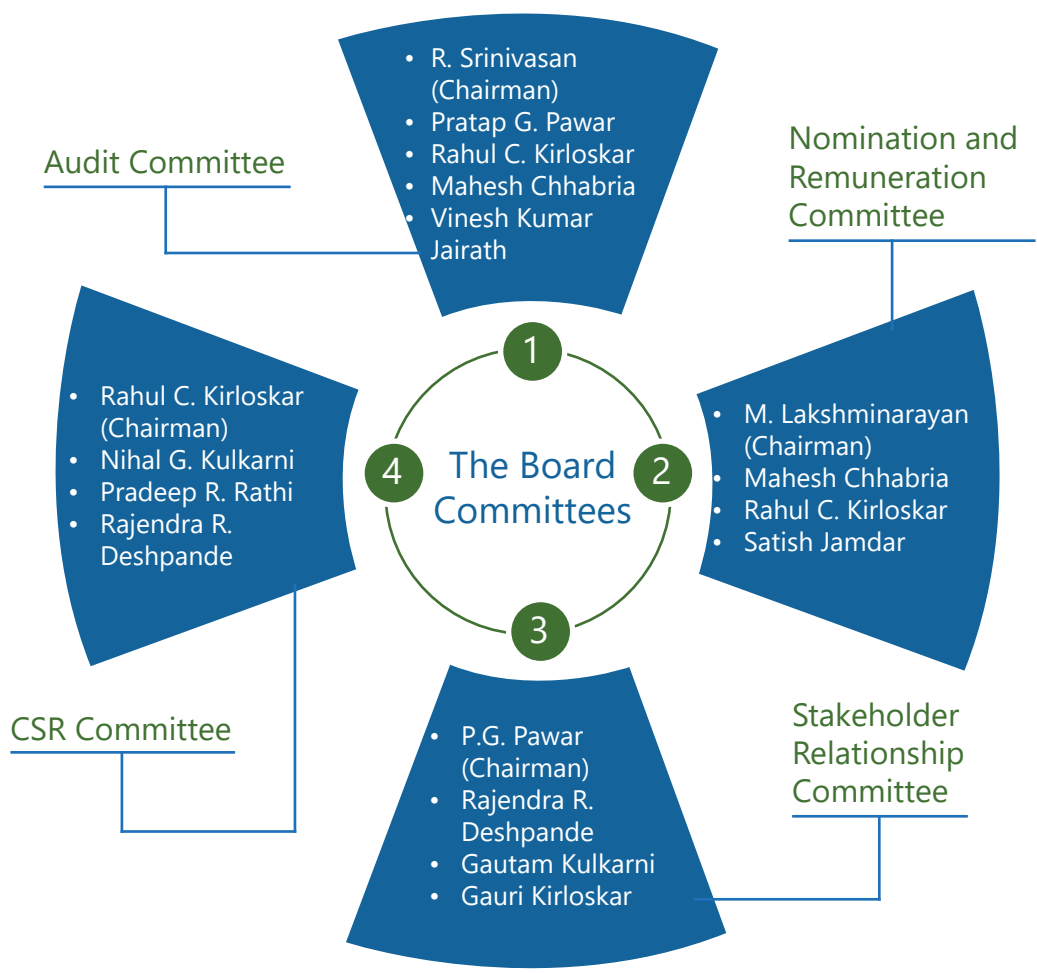 • R. Srinivasan
(Chairman)
• Pratap G. Pawar
• Rahul C. Kirloskar
• Mahesh Chhabria
• Vinesh Kumar
Jairath
Audit Committee
Nomination and
Remuneration
Committee
1
• Rahul C. Kirloskar
(Chairman)
• Nihal G. Kulkarni
• Pradeep R. Rathi
• Rajendra R.
Deshpande
4
The Board
Committees
2
• M. Lakshminarayan
(Chairman)
• Mahesh Chhabria
• Rahul C. Kirloskar
• Satish Jamdar
3
CSR Committee
• P.G. Pawar
(Chairman)
• Rajendra R.
Deshpande
• Gautam Kulkarni
• Gauri Kirloskar
Stakeholder
Relationship
Committee